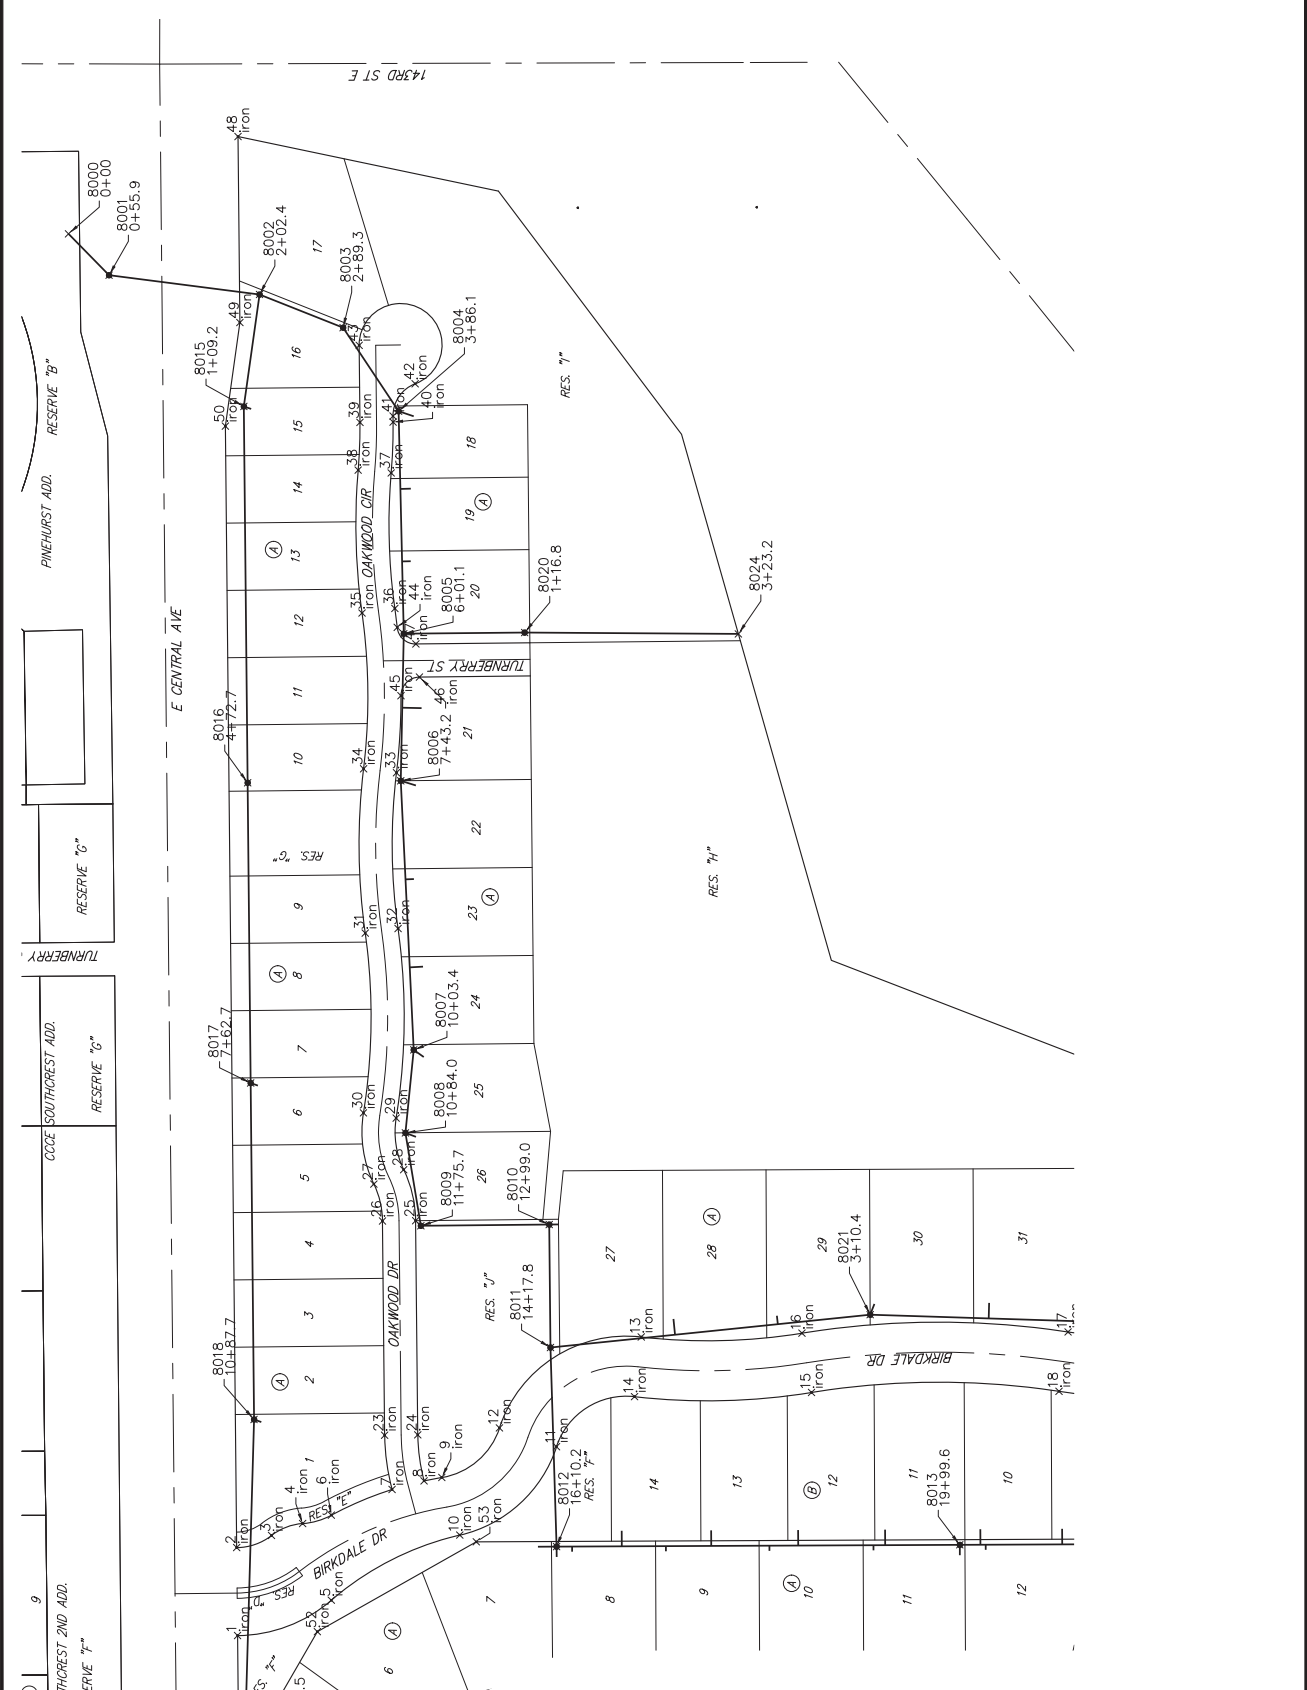 143RD ST E
48
iron
8000
0+00
8001
0+55.9
8002
2+02.4
8003
2+89.3
17
49
iron
43
iron
8004
3+86.1
8015
1+09.2
16
42
iron
RES. "I"
PINEHURST ADD.
RESERVE "B"
50
iron
15
39
iron
41
iron
40
iron
18
38
iron
37
iron
14
OAKWOOD CIR
19
A
A
13
8020
1+16.8
8024
3+23.2
12
35
iron
36
iron
44
iron
8005
6+01.1
20
iron
E CENTRAL AVE
TURNBERRY ST
11
45
iron
46
iron
8006
7+43.2
21
8016
4+72.7
10
34
iron
33
iron
22
RES. "G"
RES. "H"
RESERVE "G"
9
31
iron
32
iron
23
A
TURNBERRY
A
8
8007
10+03.4
24
CCCE SOUTHCREST ADD.
RESERVE "G"
8017
7+62.7
7
6
30
iron
29
iron
8008
10+84.0
25
5
27
iron
28
iron
26
8009
11+75.7
8010
12+99.0
26
iron
25
iron
4
27
28
A
29
8021
3+10.4
30
31
OAKWOOD DR
RES. "J"
8011
14+17.8
3
13
iron
16
iron
17
iron
8018
10+87.7
A
2
BIRKDALE DR
14
iron
15
iron
18
iron
23
iron
24
iron
12
iron
9
iron
8
iron
7
iron
11
iron
1
4
iron
6
iron
RES. "E"
8012
16+10.2
RES. "F"
14
13
B
12
11
8013
19+99.6
10
2
iron
3
iron
10
iron
53
iron
BIRKDALE DR
RES. "D"
5
iron
52
iron
1
iron
A
6
7
8
9
A
10
11
12
9
THCREST 2ND ADD.
ERVE "F"
S. "F"
.5